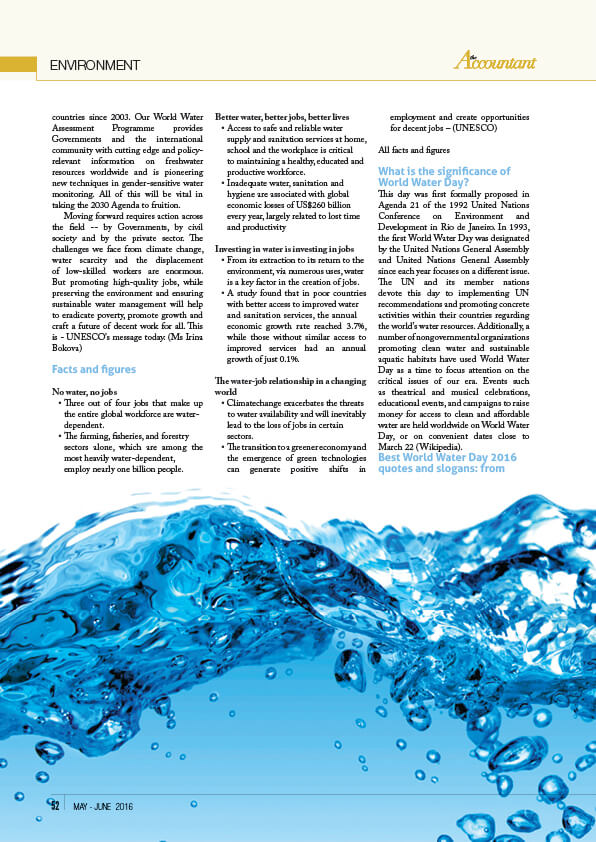 ENVIRONMENT
the
Accountant
countries since 2003. Our World Water
Assessment Programme provides
Governments and the international
community with cutting edge and policy-
relevant information on freshwater
resources worldwide and is pioneering
new techniques in gender-sensitive water
monitoring. All of this will be vital in
taking the 2030 Agenda to fruition.
Moving forward requires action across
the field -- by Governments, by civil
society and by the private sector. The
challenges we face from climate change,
water scarcity and the displacement
of low-skilled workers are enormous.
But promoting high-quality jobs, while
preserving the environment and ensuring
sustainable water management will help
to eradicate poverty, promote growth and
craft a future of decent work for all. This
is - UNESCO's message today. (Ms Irina
Bokova)
Facts and figures
No water, no jobs
• Three out of four jobs that make up
the entire global workforce are water-
dependent.
• The farming, fisheries, and forestry
sectors alone, which are among the
most heavily water-dependent,
employ nearly one billion people.
Better water, better jobs, better lives
• Access to safe and reliable water
supply and sanitation services at home,
school and the workplace is critical
to maintaining a healthy, educated and
productive workforce.
• Inadequate water, sanitation and
hygiene are associated with global
economic losses of US$260 billion
every year, largely related to lost time
and productivity
Investing in water is investing in jobs
• From its extraction to its return to the
environment, via numerous uses, water
is a key factor in the creation of jobs.
• A study found that in poor countries
with better access to improved water
and sanitation services, the annual
economic growth rate reached 3.7%,
while those without similar access to
improved services had an annual
growth of just 0.1%.
The water-job relationship in a changing
world
• Climatechange exacerbates the threats
to water availability and will inevitably
lead to the loss of jobs in certain
sectors.
• The transition to a greener economy and
the emergence of green technologies
can generate positive shifts in
employment and create opportunities
for decent jobs – (UNESCO)
All facts and figures
What is the significance of
World Water Day?
This day was first formally proposed in
Agenda 21 of the 1992 United Nations
Conference on Environment and
Development in Rio de Janeiro. In 1993,
the first World Water Day was designated
by the United Nations General Assembly
and United Nations General Assembly
since each year focuses on a different issue.
The UN and its member nations
devote this day to implementing UN
recommendations and promoting concrete
activities within their countries regarding
the world's water resources. Additionally, a
number of nongovernmental organizations
promoting clean water and sustainable
aquatic habitats have used World Water
Day as a time to focus attention on the
critical issues of our era. Events such
as theatrical and musical celebrations,
educational events, and campaigns to raise
money for access to clean and affordable
water are held worldwide on World Water
Day, or on convenient dates close to
March 22 (Wikipedia).
Best World Water Day 2016
quotes and slogans: from
52 MAY - JUNE 2016